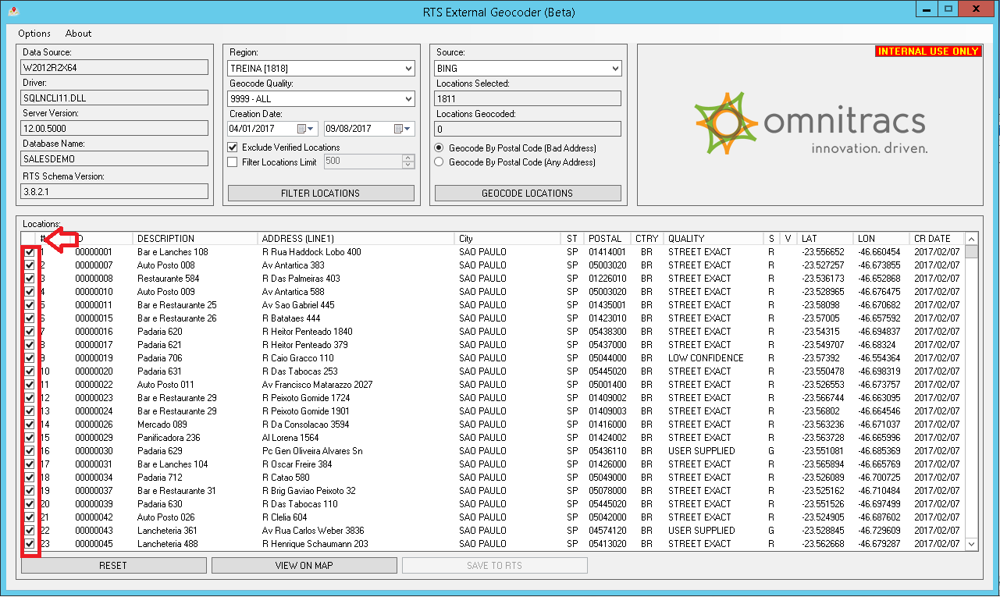 RTS External Geocoder (Beta)
Options About
Data Source:
W2012R2X64
Driver:
SQLNCLI11.DLL
Server Version:
12.00.5000
Database Name:
SALESDEMO
RTS Schema Version:
3.8.2.1
Region:
TREINA [1818]
Geocode Quality:
9999 - ALL
Creation Date:
04/01/2017 09/08/2017
Exclude Verified Locations
Filter Locations Limit 500
FILTER LOCATIONS
Source:
BING
Locations Selected:
1811
Locations Geocoded:
0
Geocode By Postal Code (Bad Address)
Geocode By Postal Code (Any Address)
GEOCODE LOCATIONS
INTERNAL USE ONLY
omnitracs
innovation. driven.
Locations:
# D DESCRIPTION ADDRESS (LINE1) City ST POSTAL CTRY QUALITY S V LAT LON CR DATE
1 00000001 Bar e Lanches 108 R Rua Haddock Lobo 400 SAO PAULO SP 01414001 BR STREET EXACT R -23.556652 -46.660454 2017/02/07
2 00000007 Auto Posto 008 Av Antartica 383 SAO PAULO SP 05003020 BR STREET EXACT R -23.527257 -46.673855 2017/02/07
3 00000008 Restaurante 584 R Das Palmeiras 403 SAO PAULO SP 01226010 BR STREET EXACT R -23.536173 -46.652868 2017/02/07
4 00000010 Auto Posto 009 Av Antartica 588 SAO PAULO SP 05003020 BR STREET EXACT R -23.528965 -46.676475 2017/02/07
5 00000011 Bar e Restaurante 25 Av Sao Gabriel 445 SAO PAULO SP 01435001 BR STREET EXACT R -23.58098 -46.670682 2017/02/07
6 00000015 Bar e Restaurante 26 R Batataes 444 SAO PAULO SP 01423010 BR STREET EXACT R -23.57005 -46.657592 2017/02/07
7 00000016 Padaria 620 R Heitor Penteado 1840 SAO PAULO SP 05438300 BR STREET EXACT R -23.54315 -46.694837 2017/02/07
8 00000017 Padaria 621 R Heitor Penteado 379 SAO PAULO SP 05437000 BR STREET EXACT R -23.549707 -46.68324 2017/02/07
9 00000019 Padaria 706 R Caio Gracco 110 SAO PAULO SP 05044000 BR LOW CONFIDENCE R -23.57392 -46.554364 2017/02/07
10 00000020 Padaria 631 R Das Tabocas 253 SAO PAULO SP 05445020 BR STREET EXACT R -23.550478 -46.698319 2017/02/07
11 00000022 Auto Posto 011 Av Francisco Matarazzo 2027 SAO PAULO SP 05001400 BR STREET EXACT R -23.526553 -46.673757 2017/02/07
12 00000023 Bar e Restaurante 29 R Peixoto Gomide 1724 SAO PAULO SP 01409002 BR STREET EXACT R -23.566744 -46.663095 2017/02/07
13 00000024 Bar e Restaurante 29 R Peixoto Gomide 1901 SAO PAULO SP 01409003 BR STREET EXACT R -23.56802 -46.664546 2017/02/07
14 00000026 Mercado 089 R Da Consolacao 3594 SAO PAULO SP 01416000 BR STREET EXACT R -23.563236 -46.671037 2017/02/07
15 00000029 Panificadora 236 Al Lorena 1564 SAO PAULO SP 01424002 BR STREET EXACT R -23.563728 -46.665996 2017/02/07
16 00000030 Padaria 629 Pc Gen Oliveira Alvares Sn SAO PAULO SP 05436110 BR USER SUPPLIED G -23.551081 -46.685369 2017/02/07
17 00000031 Bar e Lanches 104 R Oscar Freire 384 SAO PAULO SP 01426000 BR STREET EXACT R -23.565894 -46.665769 2017/02/07
18 00000034 Padaria 712 R Catao 580 SAO PAULO SP 05049000 BR STREET EXACT R -23.526089 -46.700725 2017/02/07
19 00000037 Bar e Restaurante 31 R Brig Gaviao Peixoto 32 SAO PAULO SP 05078000 BR STREET EXACT R -23.525162 -46.710484 2017/02/07
20 00000039 Padaria 630 R Das Tabocas 110 SAO PAULO SP 05445020 BR STREET EXACT R -23.551526 -46.697499 2017/02/07
21 00000042 Auto Posto 026 R Clelia 604 SAO PAULO SP 05042000 BR STREET EXACT R -23.524905 -46.687602 2017/02/07
22 00000043 Lancheteria 361 Av Rua Carlos Weber 3836 SAO PAULO SP 04574120 BR USER SUPPLIED G -23.528845 -46.729609 2017/02/07
23 00000045 Lancheteria 488 R Henrique Schaumann 203 SAO PAULO SP 05413020 BR STREET EXACT R -23.562668 -46.679287 2017/02/07
RESET VIEW ON MAP SAVE TO RTS